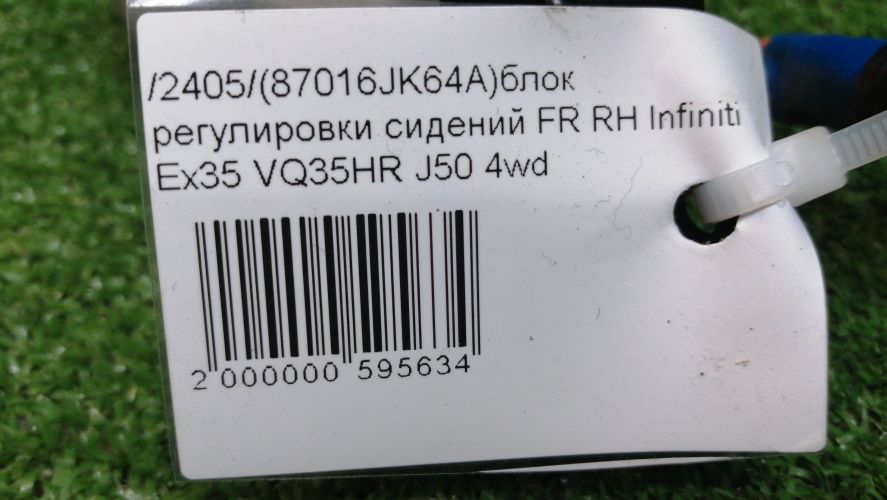 /2405/(87016JK64A)блок
регулировки сидений FR RH Infiniti
Ex35 VQ35HR J50 4wd
2 000000 595634